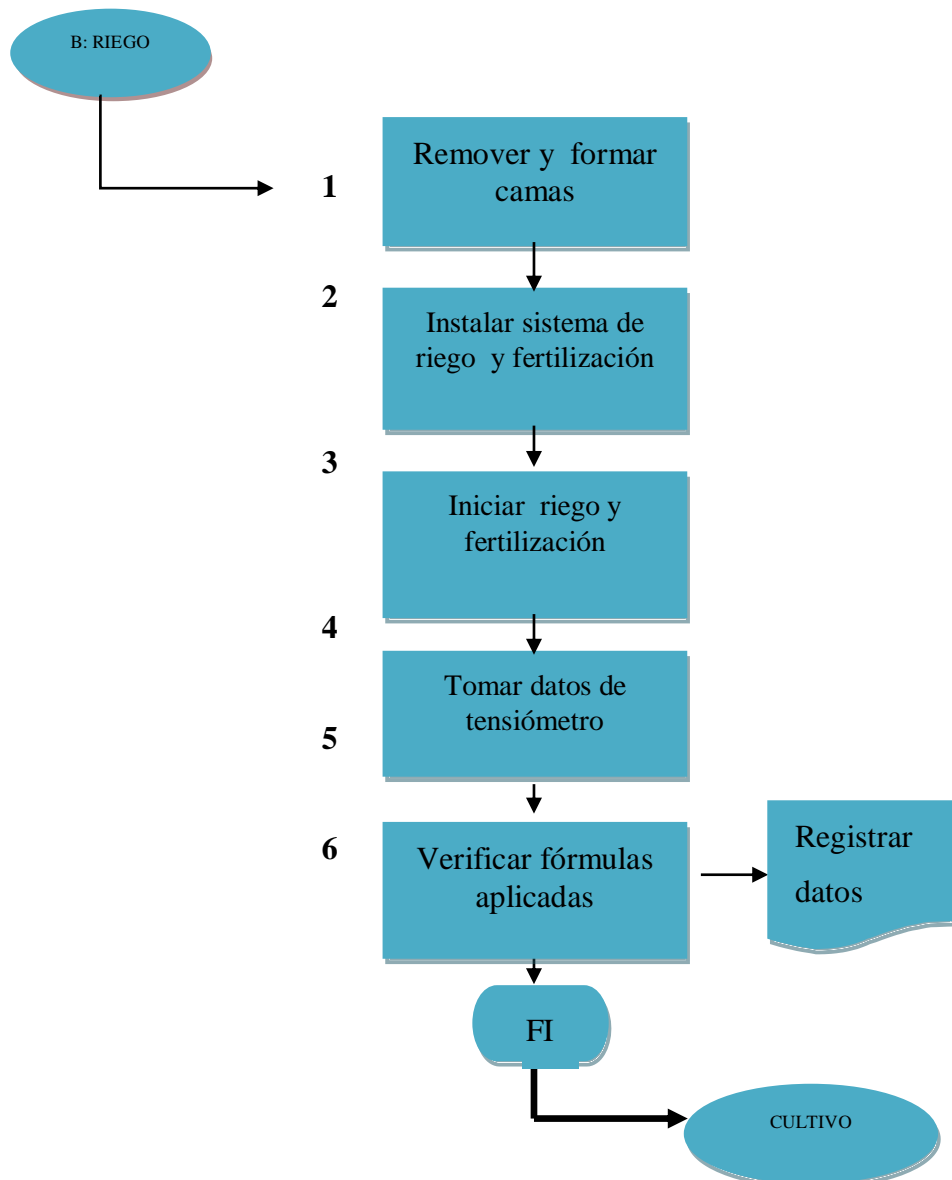 B: RIEGO
Remover y formar
1
camas
2
Instalar sistema de
riego y fertilización
3
Iniciar riego y
fertilización
4
Tomar datos de
tensiómetro
5
6
Verificar fórmulas
aplicadas
Registrar
datos
FI
CULTIVO